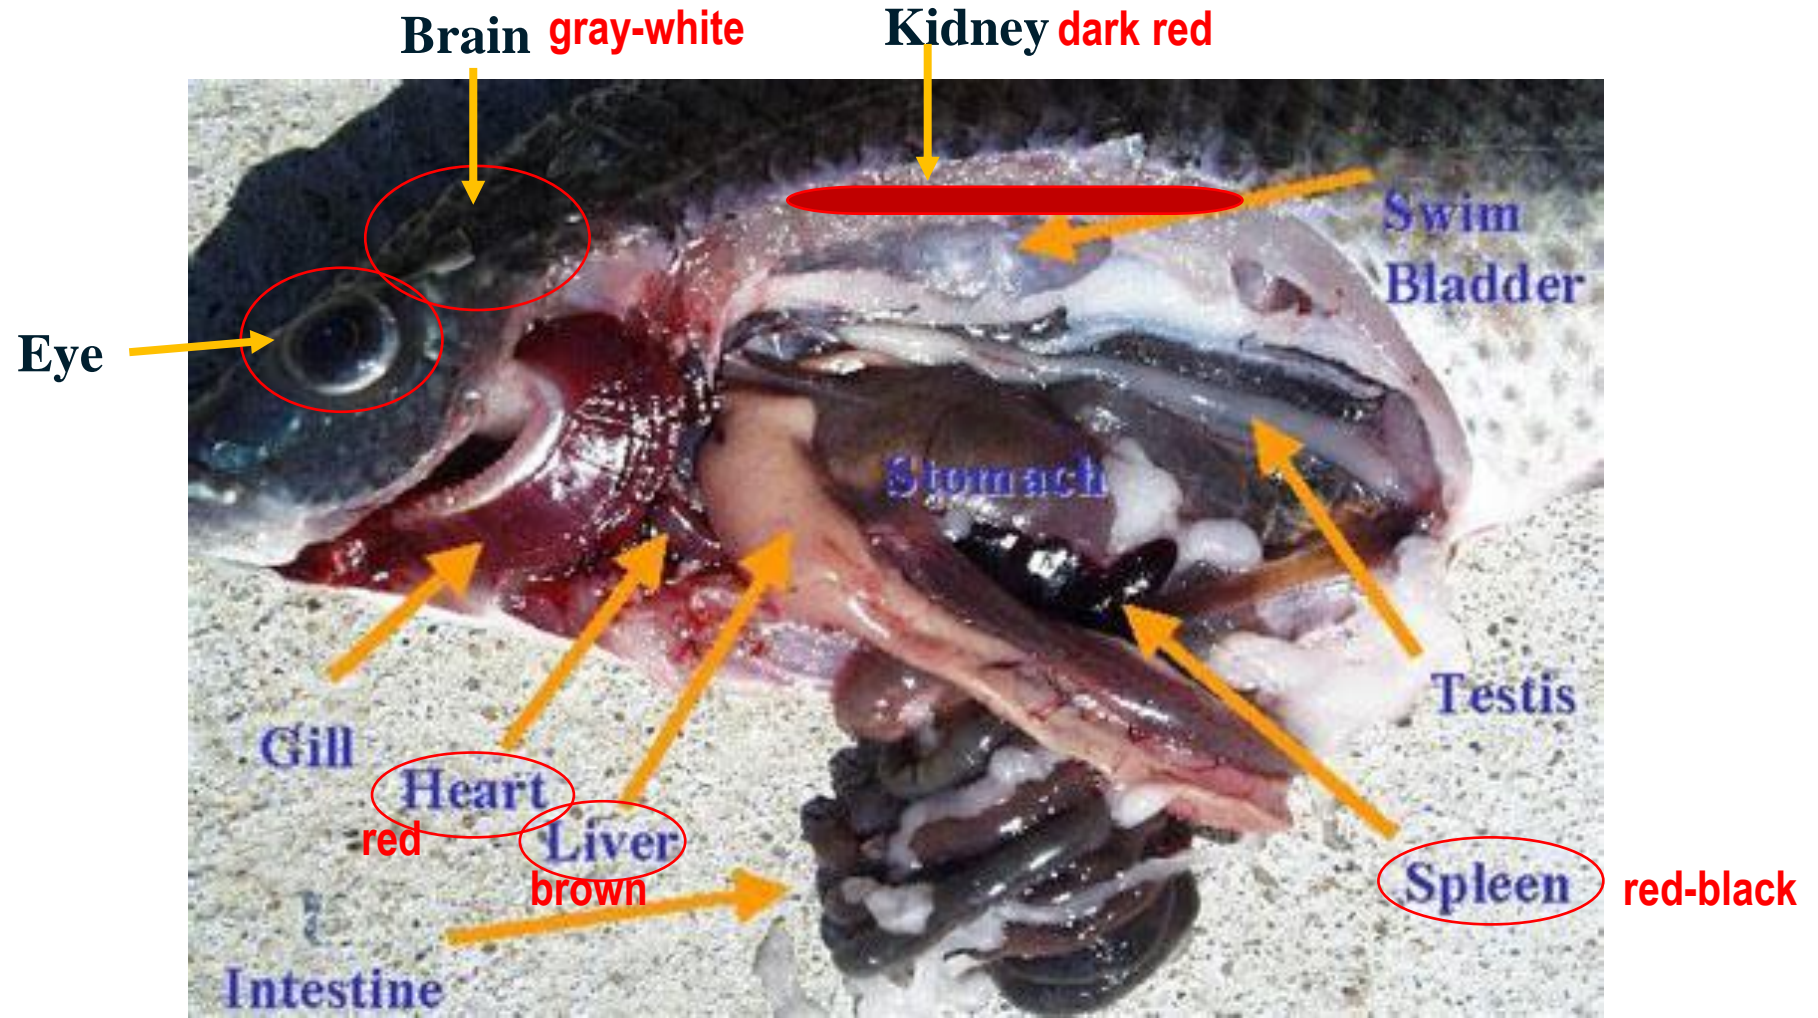 Brain gray-white
Kidney dark red
Swim
Bladder
Eye
Stomach
Testis
Gill
Heart
red
Liver
brown
Spleen red-black
Intestine